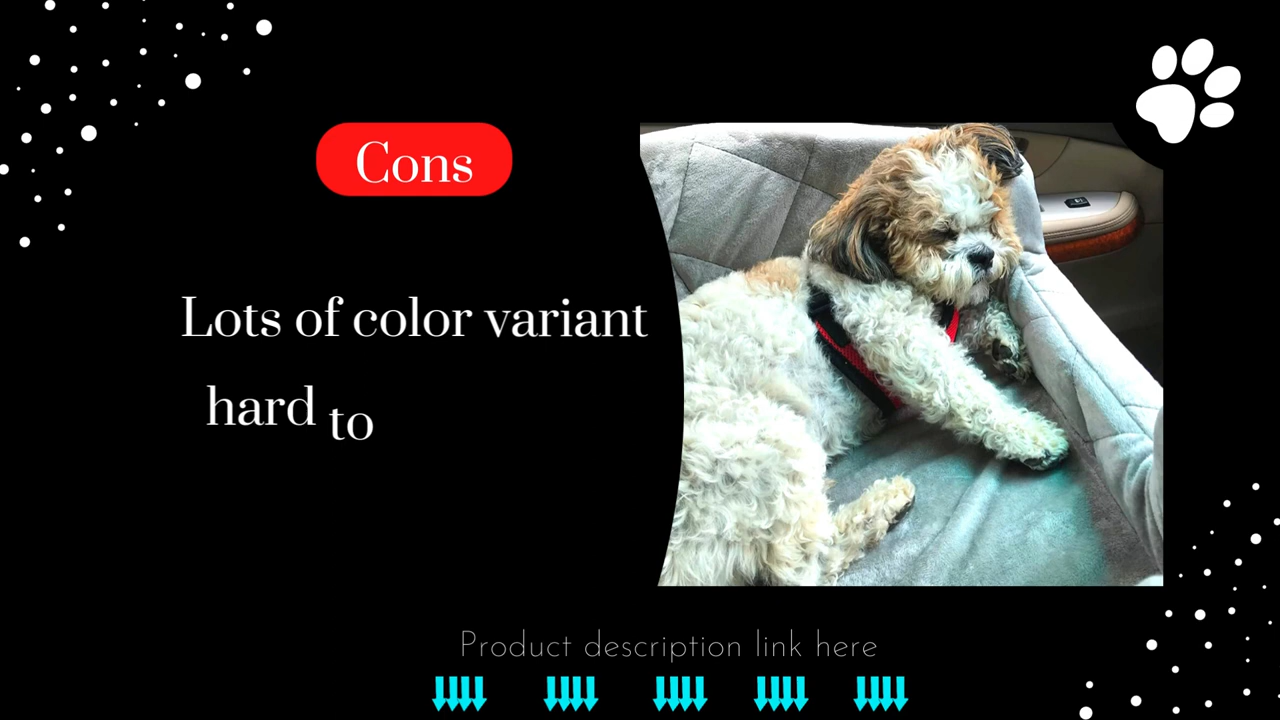 Cons
Lots of color variant
hard to
Product description link here